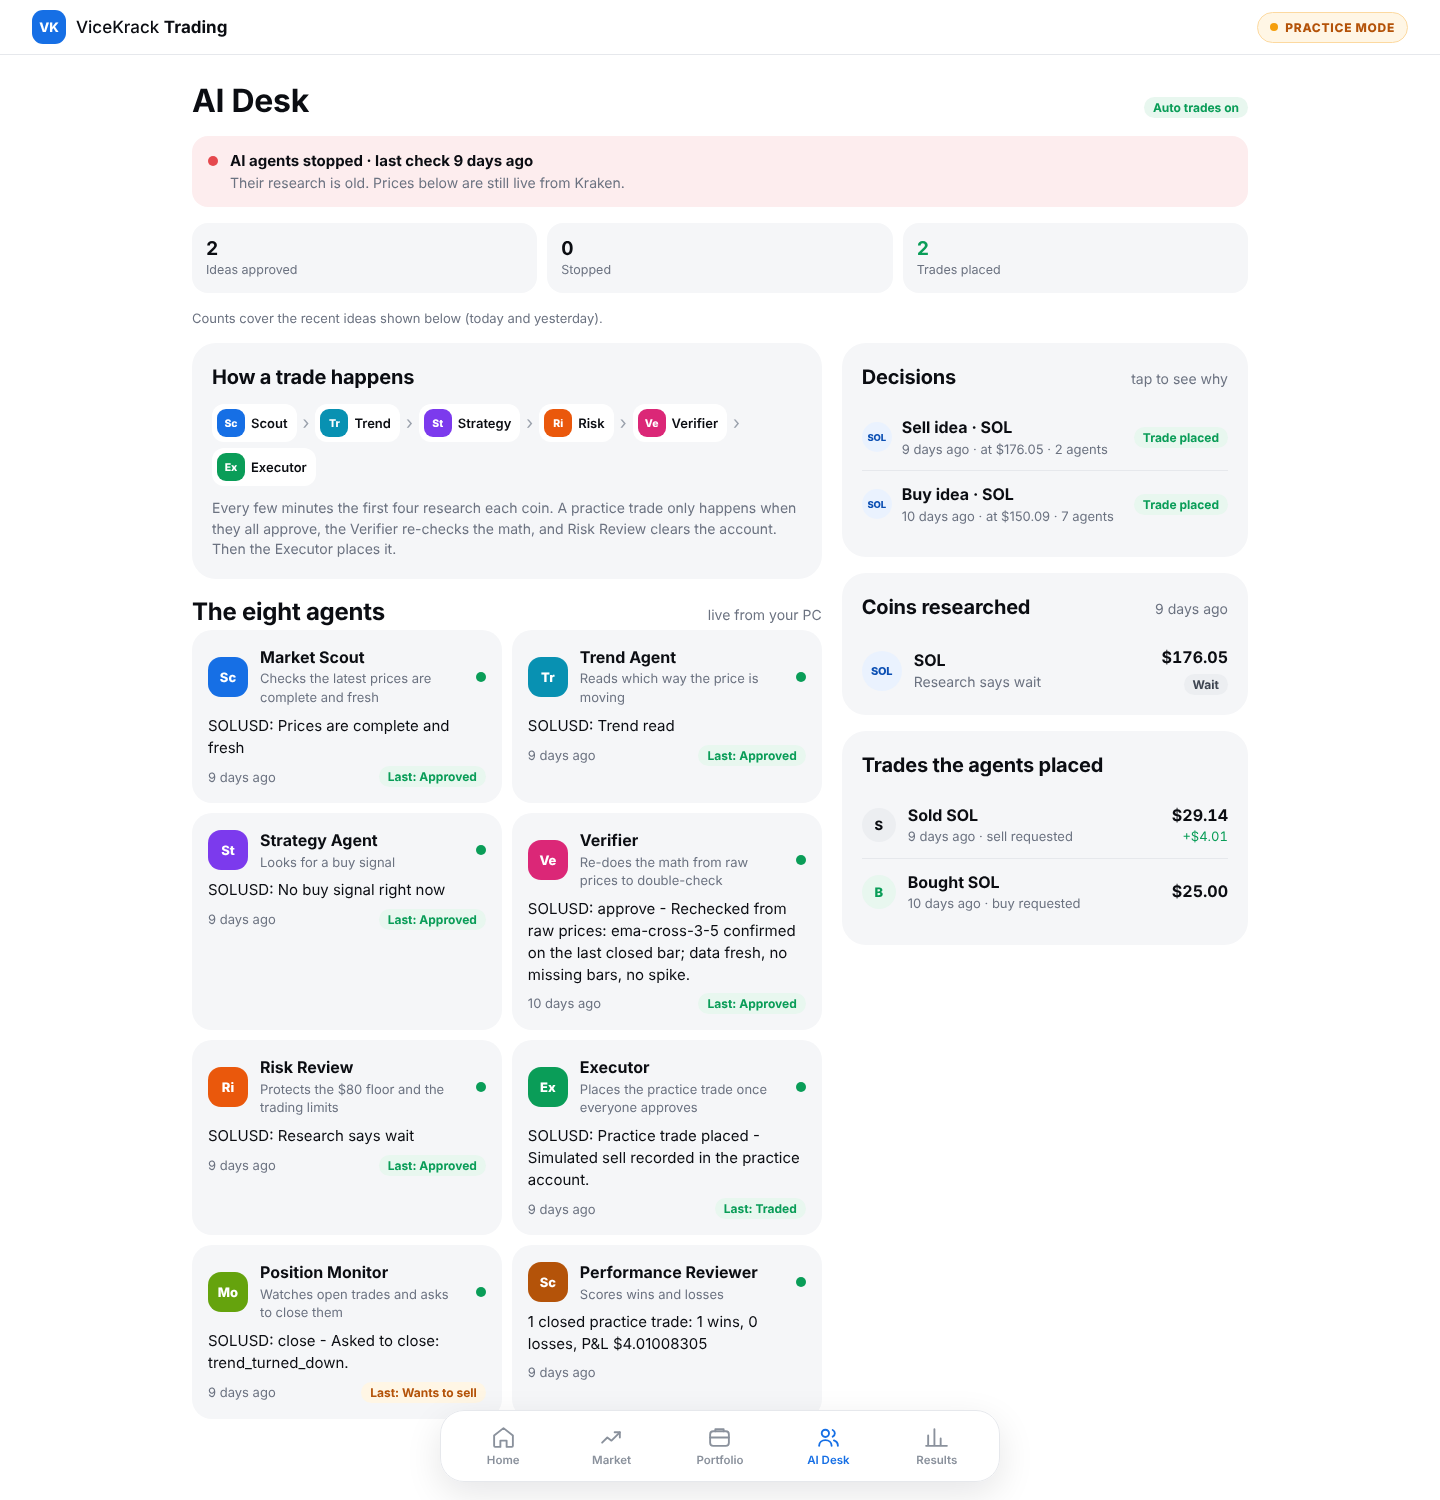 VK ViceKrack Trading
PRACTICE MODE
AI Desk
Auto trades on
AI agents stopped · last check 9 days ago
Their research is old. Prices below are still live from Kraken.
2
Ideas approved
0
Stopped
2
Trades placed
Counts cover the recent ideas shown below (today and yesterday).
How a trade happens
Sc Scout › Tr Trend › St Strategy › Ri Risk › Ve Verifier ›
Ex Executor
Every few minutes the first four research each coin. A practice trade only happens when
they all approve, the Verifier re-checks the math, and Risk Review clears the account.
Then the Executor places it.
The eight agents
live from your PC
Sc
Market Scout
Checks the latest prices are
complete and fresh
SOLUSD: Prices are complete and
fresh
9 days ago
Last: Approved
Tr
Trend Agent
Reads which way the price is
moving
SOLUSD: Trend read
9 days ago
Last: Approved
St
Strategy Agent
Looks for a buy signal
SOLUSD: No buy signal right now
9 days ago
Last: Approved
Ve
Verifier
Re-does the math from raw
prices to double-check
SOLUSD: approve - Rechecked from
raw prices: ema-cross-3-5 confirmed
on the last closed bar; data fresh, no
missing bars, no spike.
10 days ago
Last: Approved
Ri
Risk Review
Protects the $80 floor and the
trading limits
SOLUSD: Research says wait
9 days ago
Last: Approved
Ex
Executor
Places the practice trade once
everyone approves
SOLUSD: Practice trade placed -
Simulated sell recorded in the practice
account.
9 days ago
Last: Traded
Mo
Position Monitor
Watches open trades and asks
to close them
SOLUSD: close - Asked to close:
trend_turned_down.
9 days ago
Last: Wants to sell
Sc
Performance Reviewer
Scores wins and losses
1 closed practice trade: 1 wins, 0
losses, P&L $4.01008305
9 days ago
Decisions
tap to see why
SOL
Sell idea · SOL
9 days ago · at $176.05 · 2 agents
Trade placed
SOL
Buy idea · SOL
10 days ago · at $150.09 · 7 agents
Trade placed
Coins researched
9 days ago
SOL
SOL
Research says wait
$176.05
Wait
Trades the agents placed
S
Sold SOL
9 days ago · sell requested
$29.14
+$4.01
B
Bought SOL
10 days ago · buy requested
$25.00
Home
Market
Portfolio
AI Desk
Results